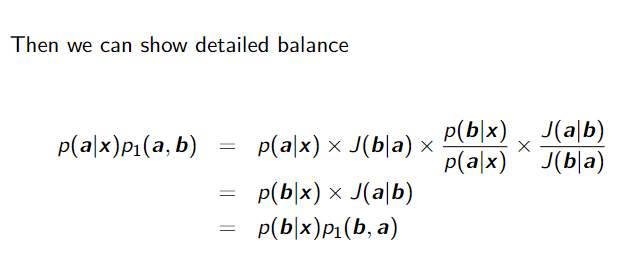 Then we can show detailed balance
p(a|x)p₁(a, b) = p(a|x) × J(b|a) × p(b|x)/p(a|x) × J(a|b)/J(b|a)
= p(b|x) × J(a|b)
= p(b|x)p₁(b, a)